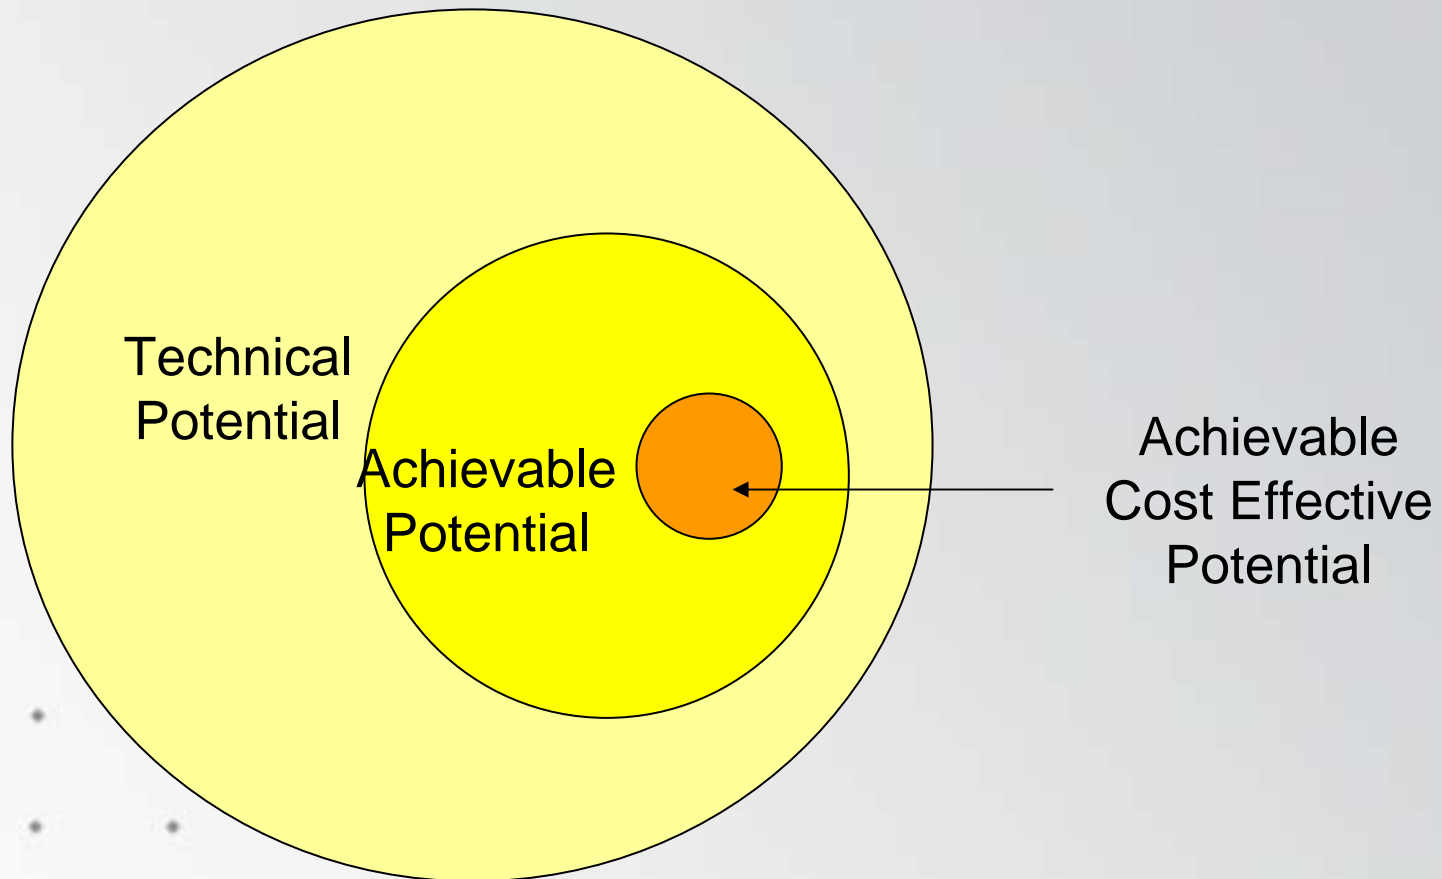 Technical
Potential
Achievable
Potential
Achievable
Cost Effective
Potential